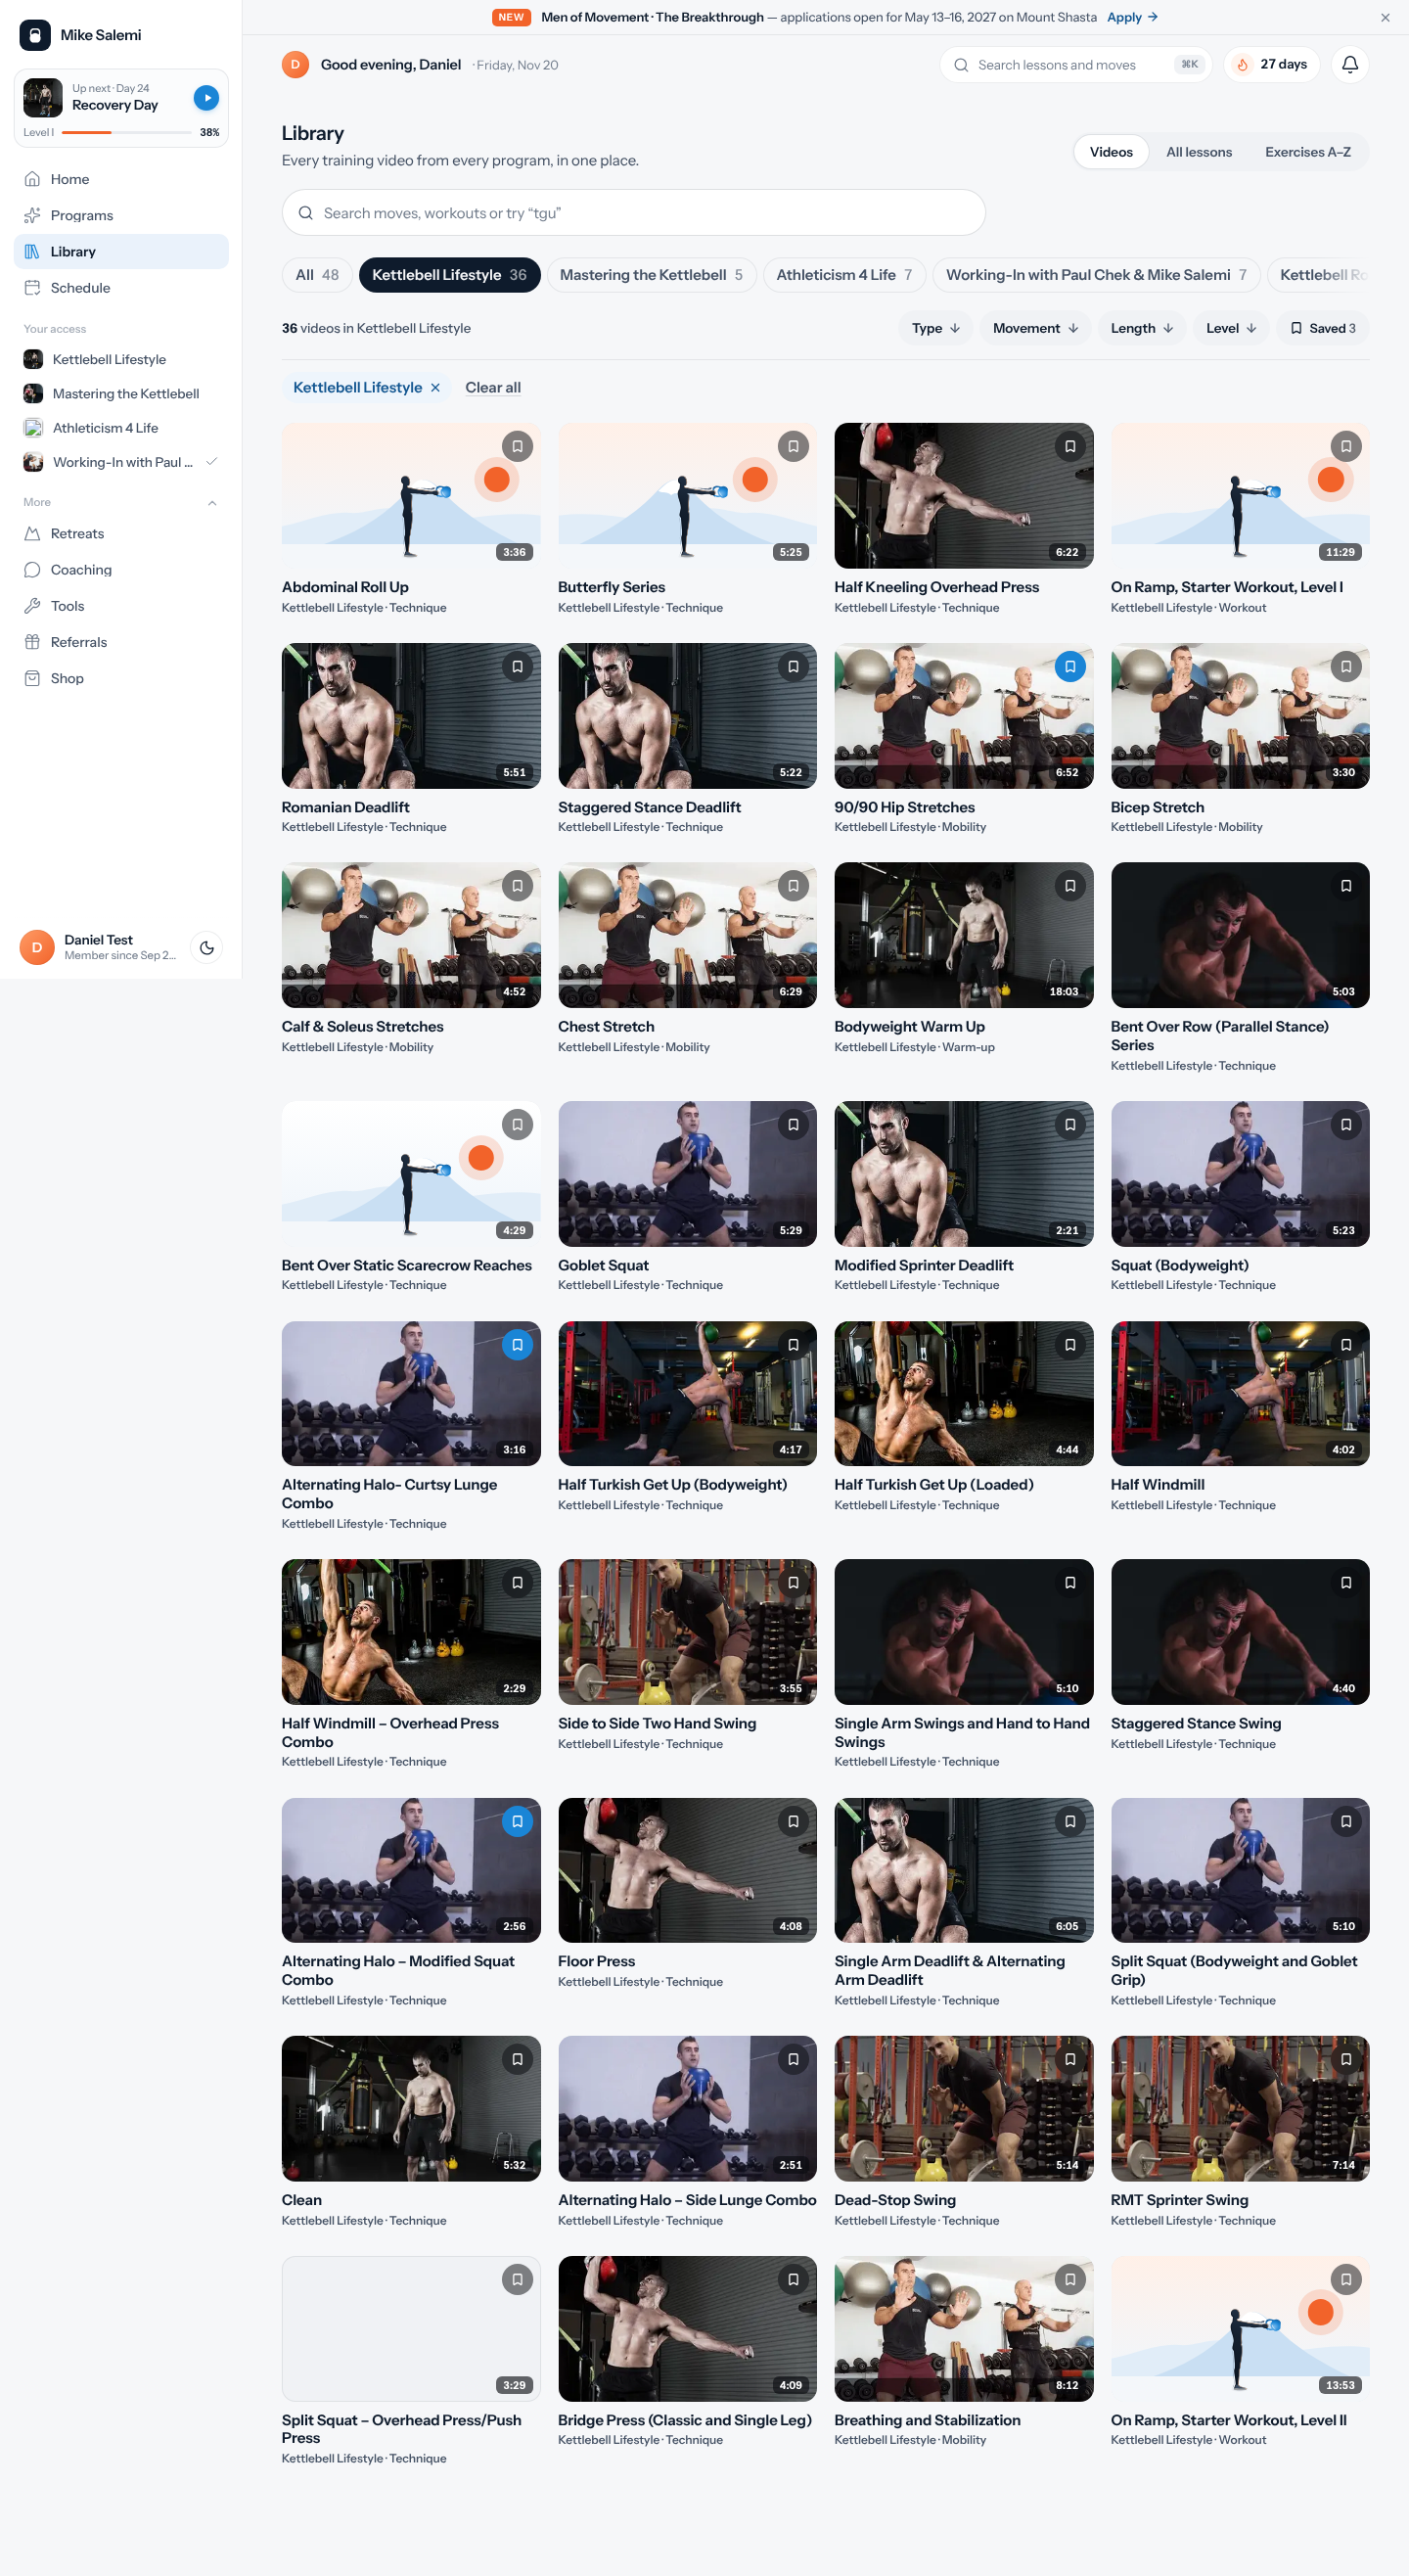 Mike Salemi
Up next · Day 24
Recovery Day
Level I
38%
Home
Programs
Library
Schedule
Your access
Kettlebell Lifestyle
Mastering the Kettlebell
Athleticism 4 Life
Working-In with Paul ...
More
Retreats
Coaching
Tools
Referrals
Shop
D
Daniel Test
Member since Sep 2...
NEW Men of Movement · The Breakthrough — applications open for May 13–16, 2027 on Mount Shasta Apply →
D Good evening, Daniel · Friday, Nov 20
Search lessons and moves ⌘K
27 days
Library
Every training video from every program, in one place.
Videos All lessons Exercises A–Z
Search moves, workouts or try “tgu”
All 48 Kettlebell Lifestyle 36 Mastering the Kettlebell 5 Athleticism 4 Life 7 Working-In with Paul Chek & Mike Salemi 7 Kettlebell Ro
36 videos in Kettlebell Lifestyle
Type ↓ Movement ↓ Length ↓ Level ↓ Saved 3
Kettlebell Lifestyle × Clear all
3:36 5:25 6:22 11:29
Abdominal Roll Up
Kettlebell Lifestyle · Technique
Butterfly Series
Kettlebell Lifestyle · Technique
Half Kneeling Overhead Press
Kettlebell Lifestyle · Technique
On Ramp, Starter Workout, Level I
Kettlebell Lifestyle · Workout
5:51 5:22 6:52 3:30
Romanian Deadlift
Kettlebell Lifestyle · Technique
Staggered Stance Deadlift
Kettlebell Lifestyle · Technique
90/90 Hip Stretches
Kettlebell Lifestyle · Mobility
Bicep Stretch
Kettlebell Lifestyle · Mobility
4:52 6:29 18:03 5:03
Calf & Soleus Stretches
Kettlebell Lifestyle · Mobility
Chest Stretch
Kettlebell Lifestyle · Mobility
Bodyweight Warm Up
Kettlebell Lifestyle · Warm-up
Bent Over Row (Parallel Stance)
Series
Kettlebell Lifestyle · Technique
4:29 5:29 2:21 5:23
Bent Over Static Scarecrow Reaches
Kettlebell Lifestyle · Technique
Goblet Squat
Kettlebell Lifestyle · Technique
Modified Sprinter Deadlift
Kettlebell Lifestyle · Technique
Squat (Bodyweight)
Kettlebell Lifestyle · Technique
3:16 4:17 4:44 4:02
Alternating Halo- Curtsy Lunge
Combo
Kettlebell Lifestyle · Technique
Half Turkish Get Up (Bodyweight)
Kettlebell Lifestyle · Technique
Half Turkish Get Up (Loaded)
Kettlebell Lifestyle · Technique
Half Windmill
Kettlebell Lifestyle · Technique
2:29 3:55 5:10 4:40
Half Windmill – Overhead Press
Combo
Kettlebell Lifestyle · Technique
Side to Side Two Hand Swing
Kettlebell Lifestyle · Technique
Single Arm Swings and Hand to Hand
Swings
Kettlebell Lifestyle · Technique
Staggered Stance Swing
Kettlebell Lifestyle · Technique
2:56 4:08 6:05 5:10
Alternating Halo – Modified Squat
Combo
Kettlebell Lifestyle · Technique
Floor Press
Kettlebell Lifestyle · Technique
Single Arm Deadlift & Alternating
Arm Deadlift
Kettlebell Lifestyle · Technique
Split Squat (Bodyweight and Goblet
Grip)
Kettlebell Lifestyle · Technique
5:32 2:51 5:14 7:14
Clean
Kettlebell Lifestyle · Technique
Alternating Halo – Side Lunge Combo
Kettlebell Lifestyle · Technique
Dead-Stop Swing
Kettlebell Lifestyle · Technique
RMT Sprinter Swing
Kettlebell Lifestyle · Technique
3:29 4:09 8:12 13:53
Split Squat – Overhead Press/Push
Press
Kettlebell Lifestyle · Technique
Bridge Press (Classic and Single Leg)
Kettlebell Lifestyle · Technique
Breathing and Stabilization
Kettlebell Lifestyle · Mobility
On Ramp, Starter Workout, Level II
Kettlebell Lifestyle · Workout